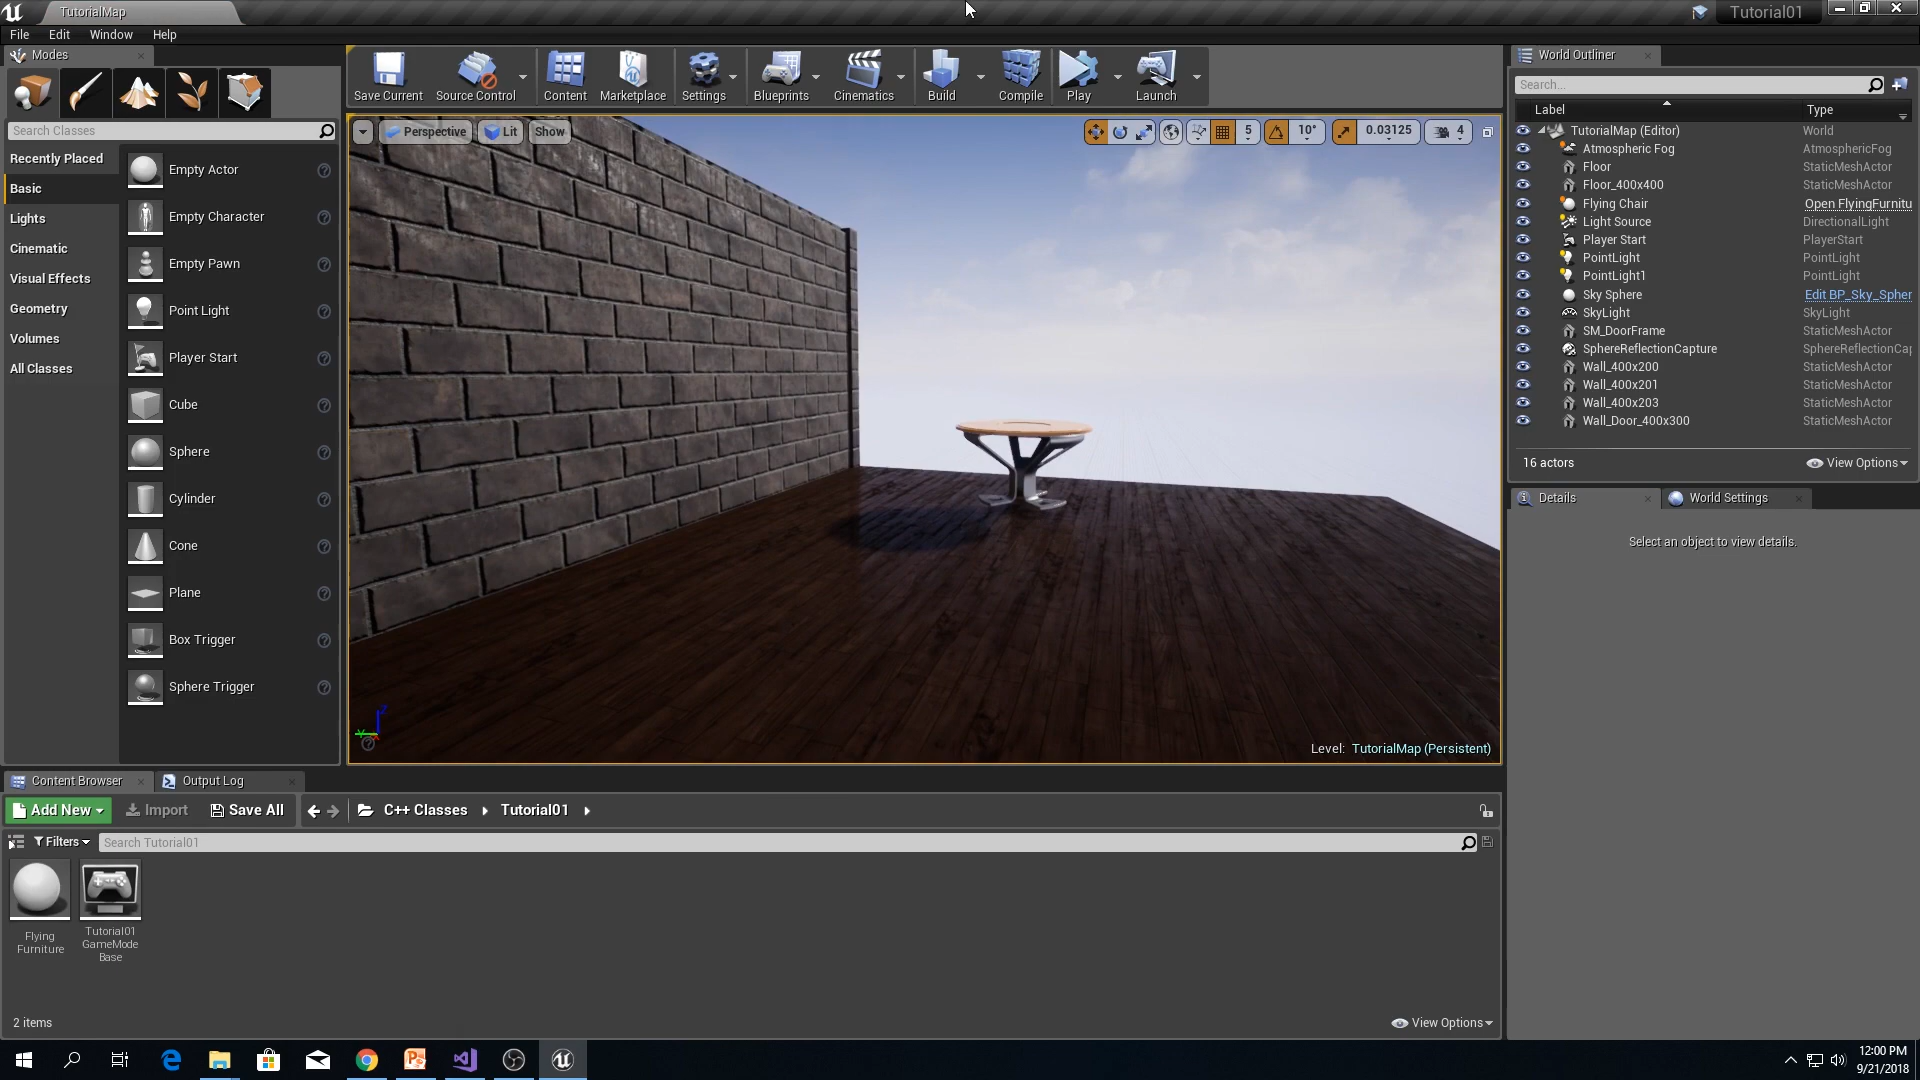 TutorialMap
Tutorial01
File Edit Window Help
Modes
Search Classes
Recently Placed
Basic
Lights
Cinematic
Visual Effects
Geometry
Volumes
All Classes
Empty Actor
Empty Character
Empty Pawn
Point Light
Player Start
Cube
Sphere
Cylinder
Cone
Plane
Box Trigger
Sphere Trigger
Save Current Source Control Content Marketplace Settings Blueprints Cinematics Build Compile Play Launch
Perspective Lit Show
5 10° 0.03125 4
Level: TutorialMap (Persistent)
World Outliner
Search...
Label Type
TutorialMap (Editor) World
Atmospheric Fog AtmosphericFog
Floor StaticMeshActor
Floor_400x400 StaticMeshActor
Flying Chair Open FlyingFurnitu
Light Source DirectionalLight
Player Start PlayerStart
PointLight PointLight
PointLight1 PointLight
Sky Sphere Edit BP_Sky_Spher
SkyLight SkyLight
SM_DoorFrame StaticMeshActor
SphereReflectionCapture SphereReflectionCap
Wall_400x200 StaticMeshActor
Wall_400x201 StaticMeshActor
Wall_400x203 StaticMeshActor
Wall_Door_400x300 StaticMeshActor
16 actors View Options
Details World Settings
Select an object to view details.
Content Browser Output Log
Add New Import Save All C++ Classes Tutorial01
Filters Search Tutorial01
Flying
Furniture
Tutorial01
GameMode
Base
2 items View Options
12:00 PM
9/21/2018